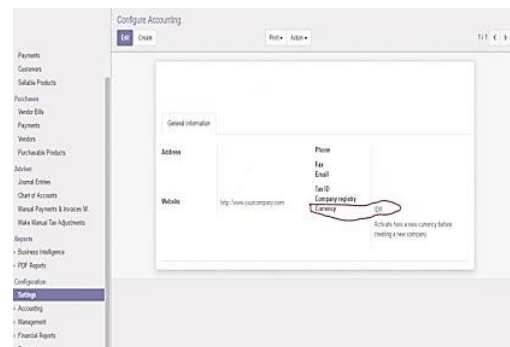 Configure Accounting
Edit Create Print Action 1/1
Payments
Customers
Sellable Products
Purchases
Vendor Bills
Payments
Vendors
Purchasable Products
Adviser
Journal Entries
Chart of Accounts
Manual Payments & Invoices M..
Make Manual Tax Adjustments
Reports
Business Intelligence
PDF Reports
Configuration
Settings
Accounting
Management
Financial Reports
General Information
Address
Website http://www.yourcompany.com
Phone
Fax
Email
Tax ID
Company registry
Currency IDR
Activate here a new currency before
creating a new company